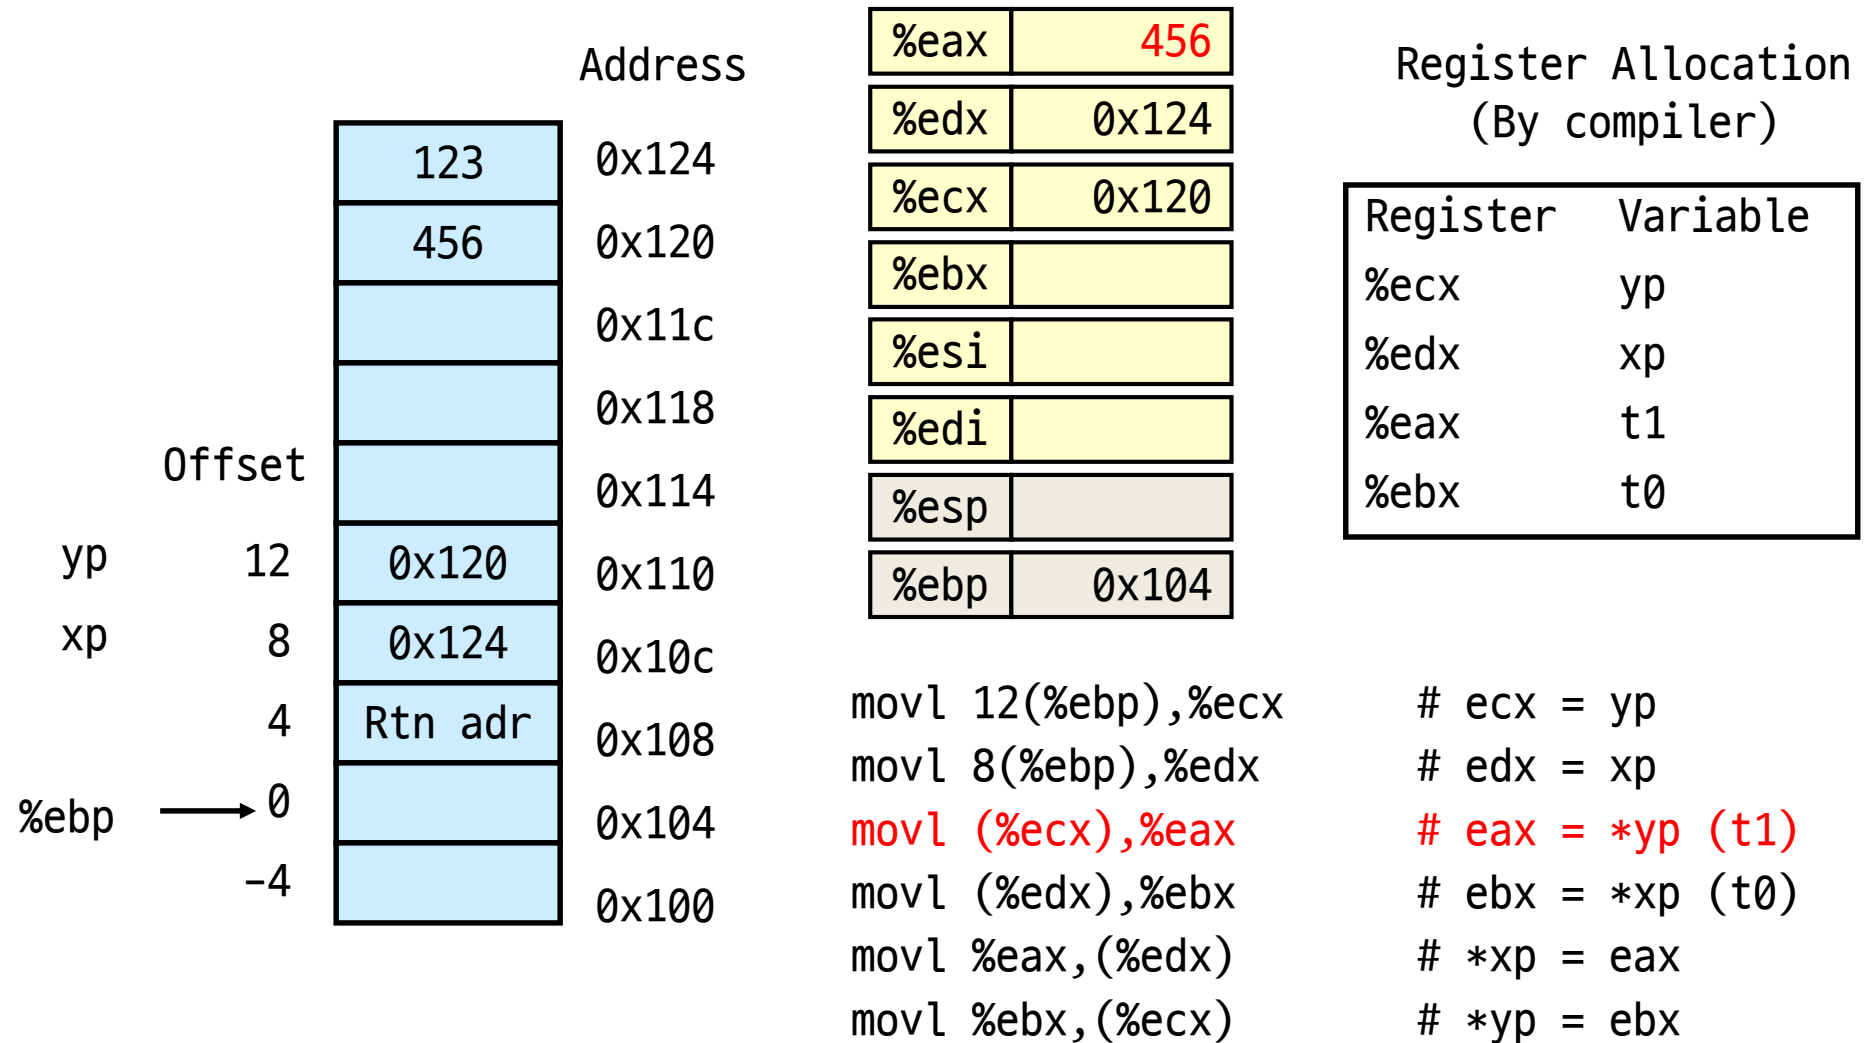 Address
123 0x124
456 0x120
0x11c
0x118
Offset
0x114
yp 12 0x120 0x110
xp 8 0x124 0x10c
4 Rtn adr 0x108
%ebp 0 0x104
−4 0x100
%eax 456
%edx 0x124
%ecx 0x120
%ebx
%esi
%edi
%esp
%ebp 0x104
Register Allocation
(By compiler)
Register Variable
%ecx yp
%edx xp
%eax t1
%ebx t0
movl 12(%ebp),%ecx # ecx = yp
movl 8(%ebp),%edx # edx = xp
movl (%ecx),%eax # eax = *yp (t1)
movl (%edx),%ebx # ebx = *xp (t0)
movl %eax,(%edx) # *xp = eax
movl %ebx,(%ecx) # *yp = ebx